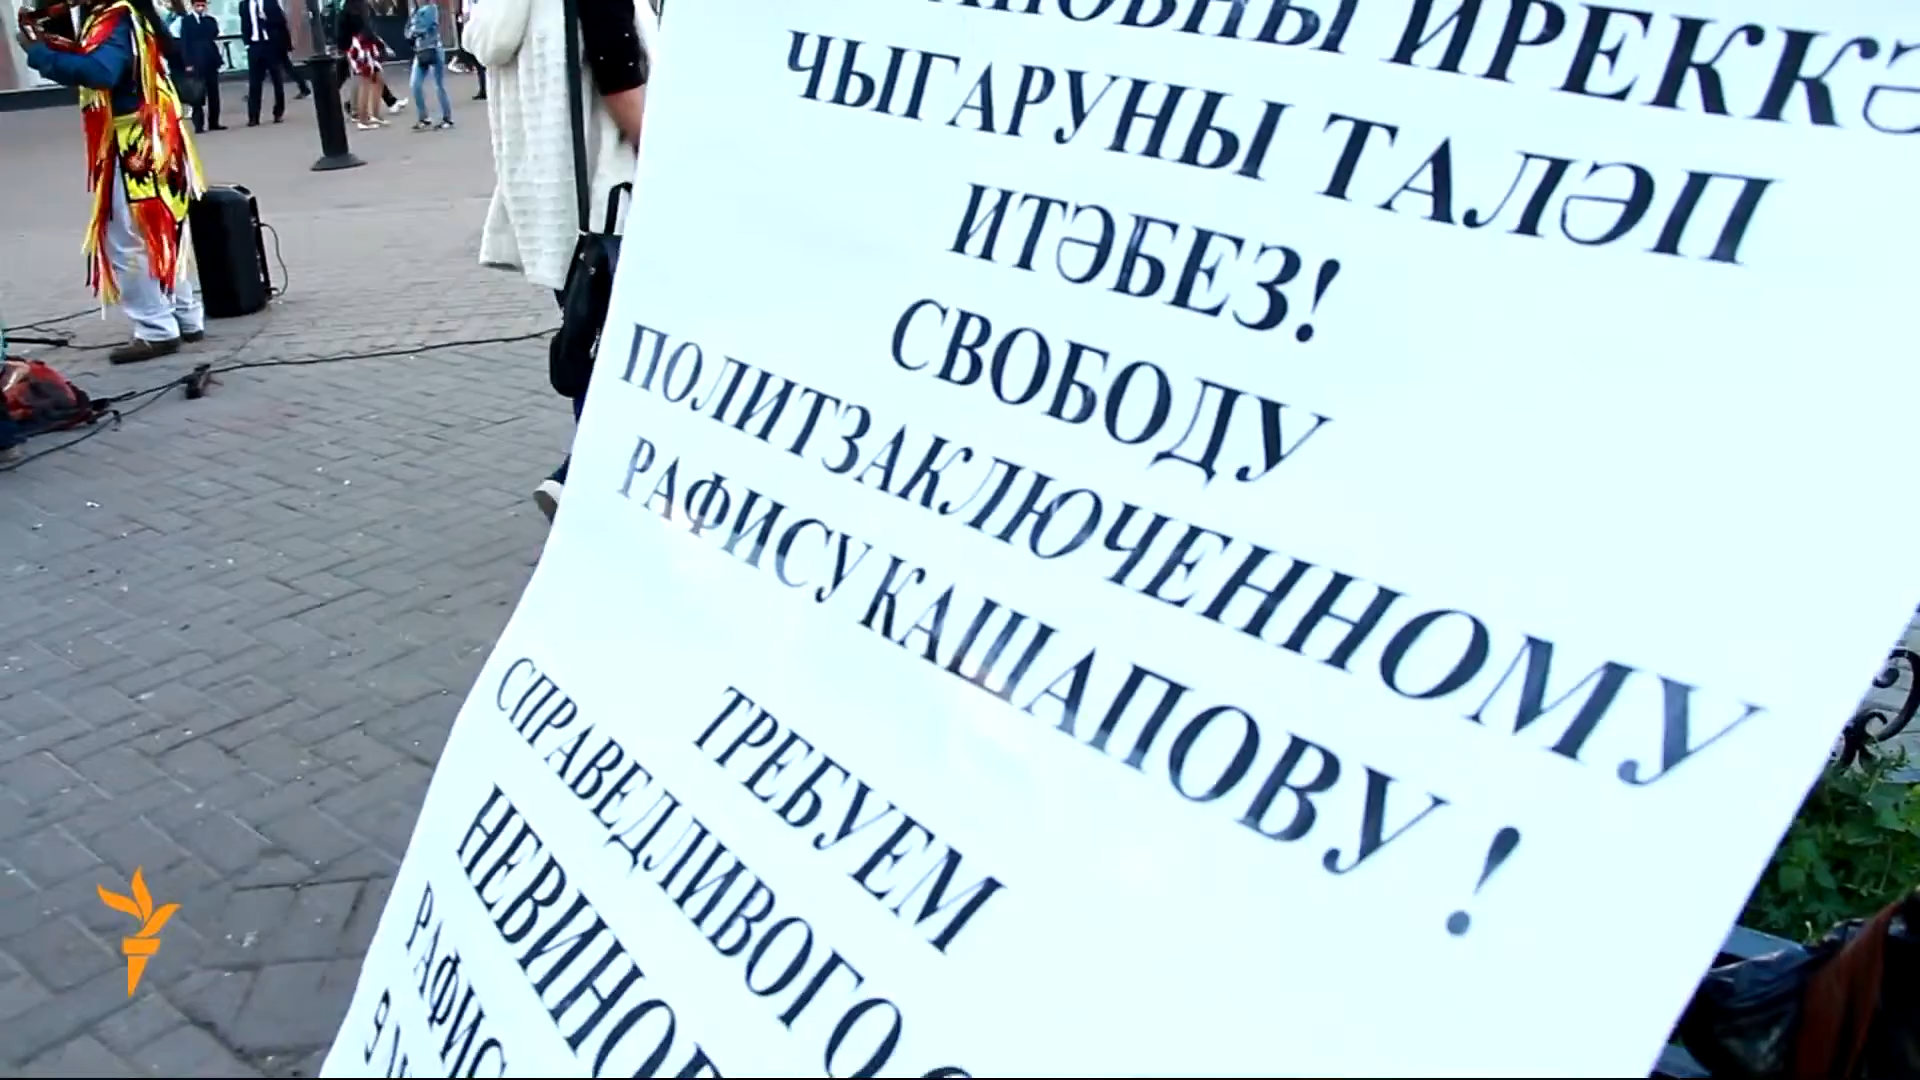 ИРЕККӘ
ЧЫГАРУНЫ ТАЛӘП
ИТӘБЕЗ!
СВОБОДУ
ПОЛИТЗАКЛЮЧЕННОМУ
РАФИСУ КАШАПОВУ !
ТРЕБУЕМ
СПРАВЕДЛИВОГО